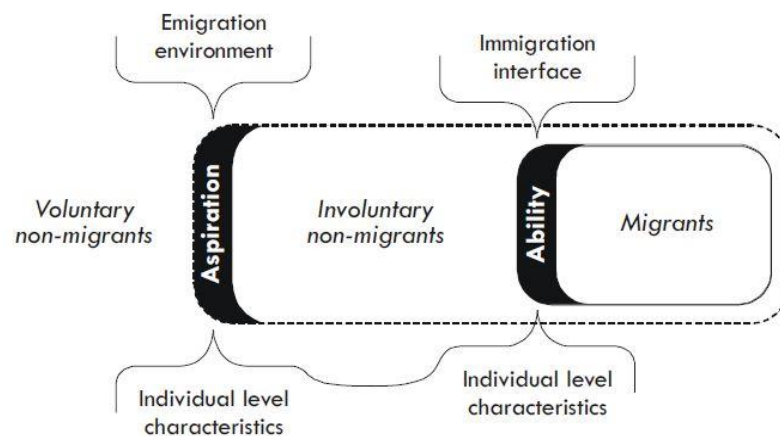 Emigration
environment
Immigration
interface
Voluntary
non-migrants
Aspiration
Involuntary
non-migrants
Ability
Migrants
Individual level
characteristics
Individual level
characteristics